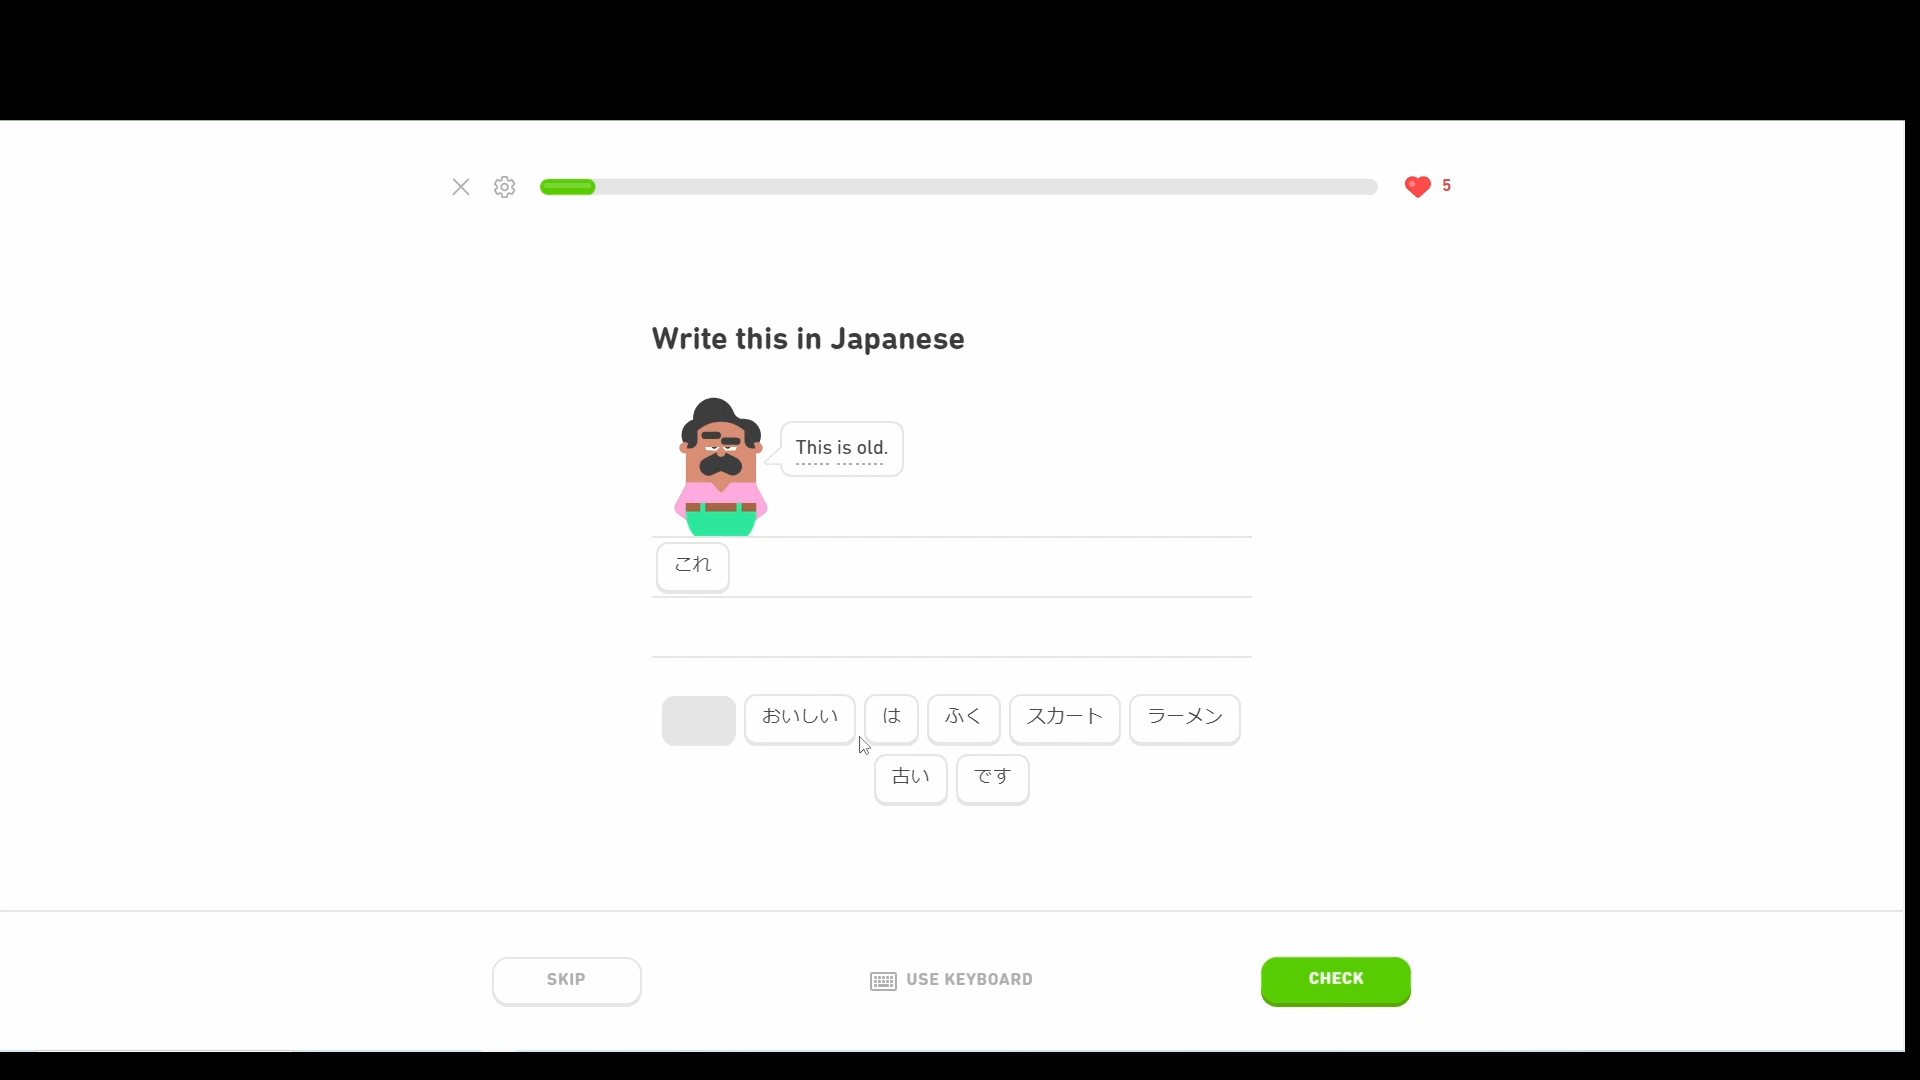 5
Write this in Japanese
This is old.
これ
おいしい は ふく スカート ラーメン
古い です
SKIP USE KEYBOARD CHECK